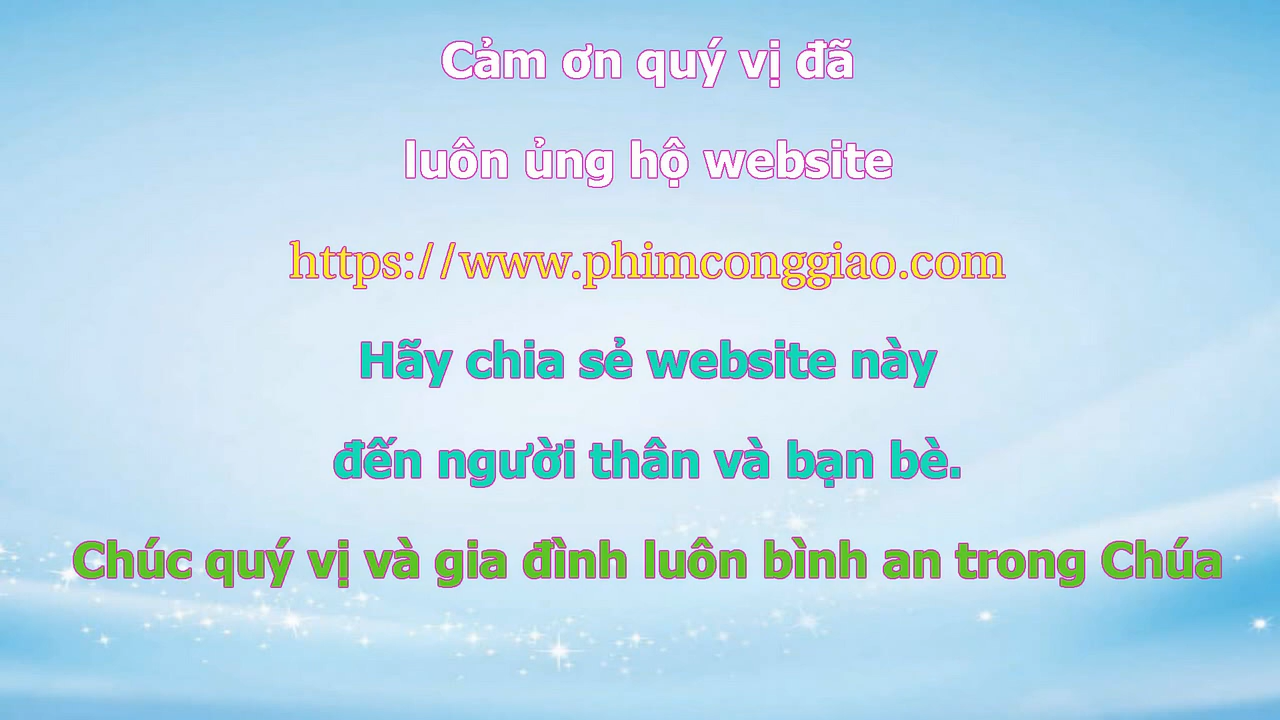 Cảm ơn quý vị đã
luôn ủng hộ website
https://www.phimconggiao.com
Hãy chia sẻ website này
đến người thân và bạn bè.
Chúc quý vị và gia đình luôn bình an trong Chúa